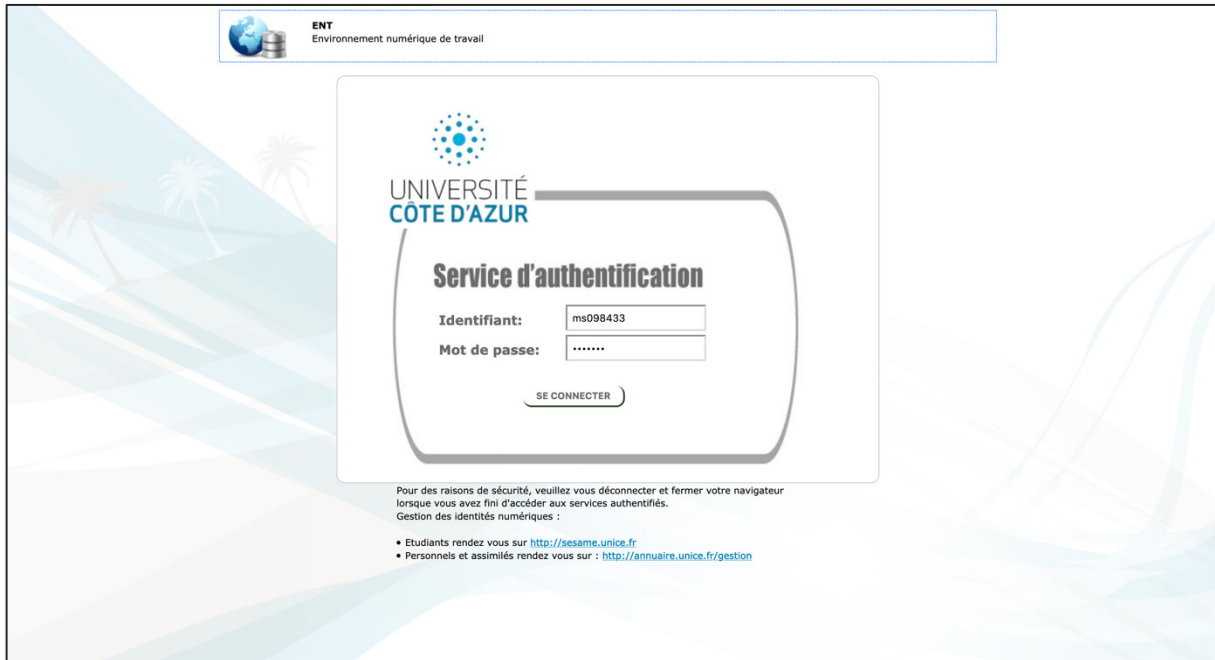 ENT
Environnement numérique de travail
UNIVERSITÉ
CÔTE D'AZUR
Service d'authentification
Identifiant: ms098433
Mot de passe: •••••••
SE CONNECTER
Pour des raisons de sécurité, veuillez vous déconnecter et fermer votre navigateur
lorsque vous avez fini d'accéder aux services authentifiés.
Gestion des identités numériques :
• Etudiants rendez vous sur http://sesame.unice.fr
• Personnels et assimilés rendez vous sur : http://annuaire.unice.fr/gestion